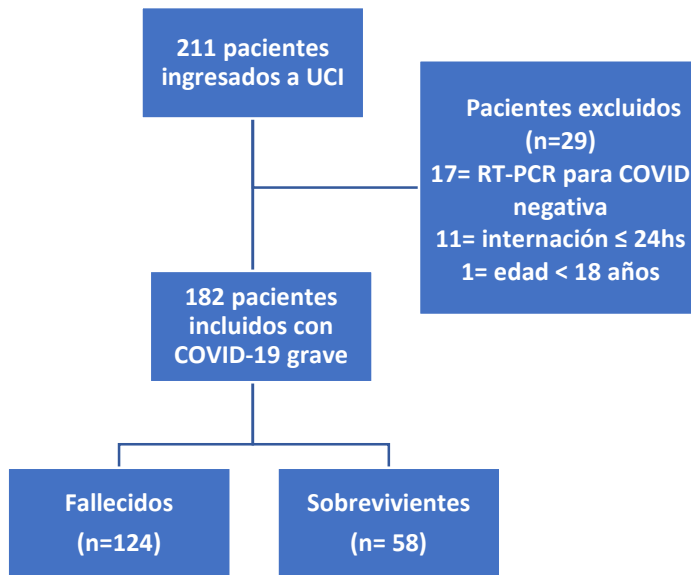 211 pacientes
ingresados a UCI
Pacientes excluidos
(n=29)
17= RT-PCR para COVID
negativa
11= internación ≤ 24hs
1= edad < 18 años
182 pacientes
incluidos con
COVID-19 grave
Fallecidos
(n=124)
Sobrevivientes
(n= 58)